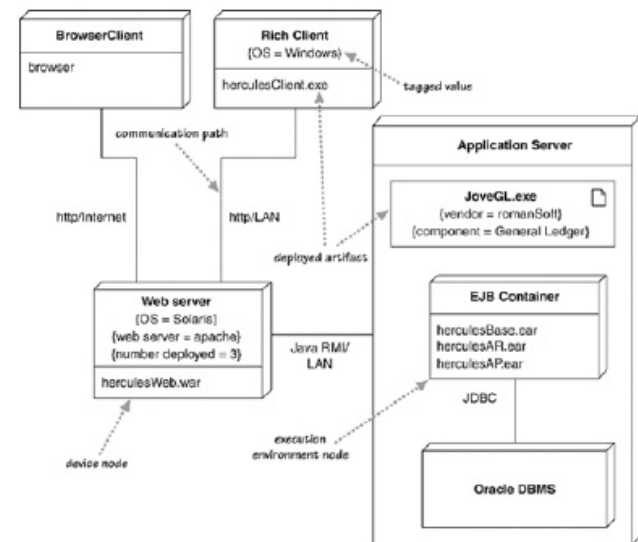 BrowserClient
browser
Rich Client
{OS = Windows}
herculesClient.exe
tagged value
communication path
http/Internet
http/LAN
deployed artifact
Application Server
JoveGL.exe
{vendor = romanSoft}
{component = General Ledger}
EJB Container
herculesBase.ear
herculesAR.ear
herculesAP.ear
JDBC
Oracle DBMS
Web server
{OS = Solaris}
{web server = apache}
{number deployed = 3}
herculesWeb.war
Java RMI/
LAN
device node
execution
environment node